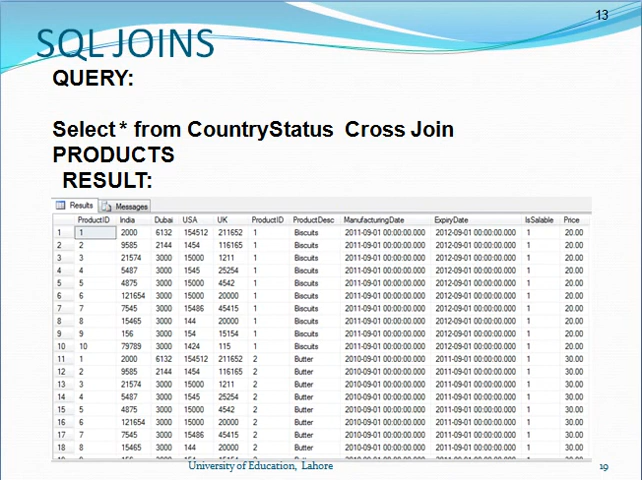 13
SQL JOINS
QUERY:
Select * from CountryStatus Cross Join
PRODUCTS
RESULT:
Results Messages
ProductID India Dubai USA UK ProductID ProductDesc ManufacturingDate ExpiryDate IsSalable Price
1 1 2000 6132 154512 211652 1 Biscuits 2011-09-01 00:00:00.000 2012-09-01 00:00:00.000 1 20.00
2 2 9585 2144 1454 116165 1 Biscuits 2011-09-01 00:00:00.000 2012-09-01 00:00:00.000 1 20.00
3 3 21574 3000 15000 1211 1 Biscuits 2011-09-01 00:00:00.000 2012-09-01 00:00:00.000 1 20.00
4 4 5487 3000 1545 25254 1 Biscuits 2011-09-01 00:00:00.000 2012-09-01 00:00:00.000 1 20.00
5 5 4875 3000 15000 4542 1 Biscuits 2011-09-01 00:00:00.000 2012-09-01 00:00:00.000 1 20.00
6 6 121654 3000 15000 20000 1 Biscuits 2011-09-01 00:00:00.000 2012-09-01 00:00:00.000 1 20.00
7 7 7545 3000 15486 45415 1 Biscuits 2011-09-01 00:00:00.000 2012-09-01 00:00:00.000 1 20.00
8 8 15465 3000 144 20000 1 Biscuits 2011-09-01 00:00:00.000 2012-09-01 00:00:00.000 1 20.00
9 9 156 3000 154 15154 1 Biscuits 2011-09-01 00:00:00.000 2012-09-01 00:00:00.000 1 20.00
10 10 79789 3000 1424 115 1 Biscuits 2011-09-01 00:00:00.000 2012-09-01 00:00:00.000 1 20.00
11 1 2000 6132 154512 211652 2 Butter 2010-09-01 00:00:00.000 2011-09-01 00:00:00.000 1 30.00
12 2 9585 2144 1454 116165 2 Butter 2010-09-01 00:00:00.000 2011-09-01 00:00:00.000 1 30.00
13 3 21574 3000 15000 1211 2 Butter 2010-09-01 00:00:00.000 2011-09-01 00:00:00.000 1 30.00
14 4 5487 3000 1545 25254 2 Butter 2010-09-01 00:00:00.000 2011-09-01 00:00:00.000 1 30.00
15 5 4875 3000 15000 4542 2 Butter 2010-09-01 00:00:00.000 2011-09-01 00:00:00.000 1 30.00
16 6 121654 3000 15000 20000 2 Butter 2010-09-01 00:00:00.000 2011-09-01 00:00:00.000 1 30.00
17 7 7545 3000 15486 45415 2 Butter 2010-09-01 00:00:00.000 2011-09-01 00:00:00.000 1 30.00
18 8 15465 3000 144 20000 2 Butter 2010-09-01 00:00:00.000 2011-09-01 00:00:00.000 1 30.00
University of Education, Lahore 19